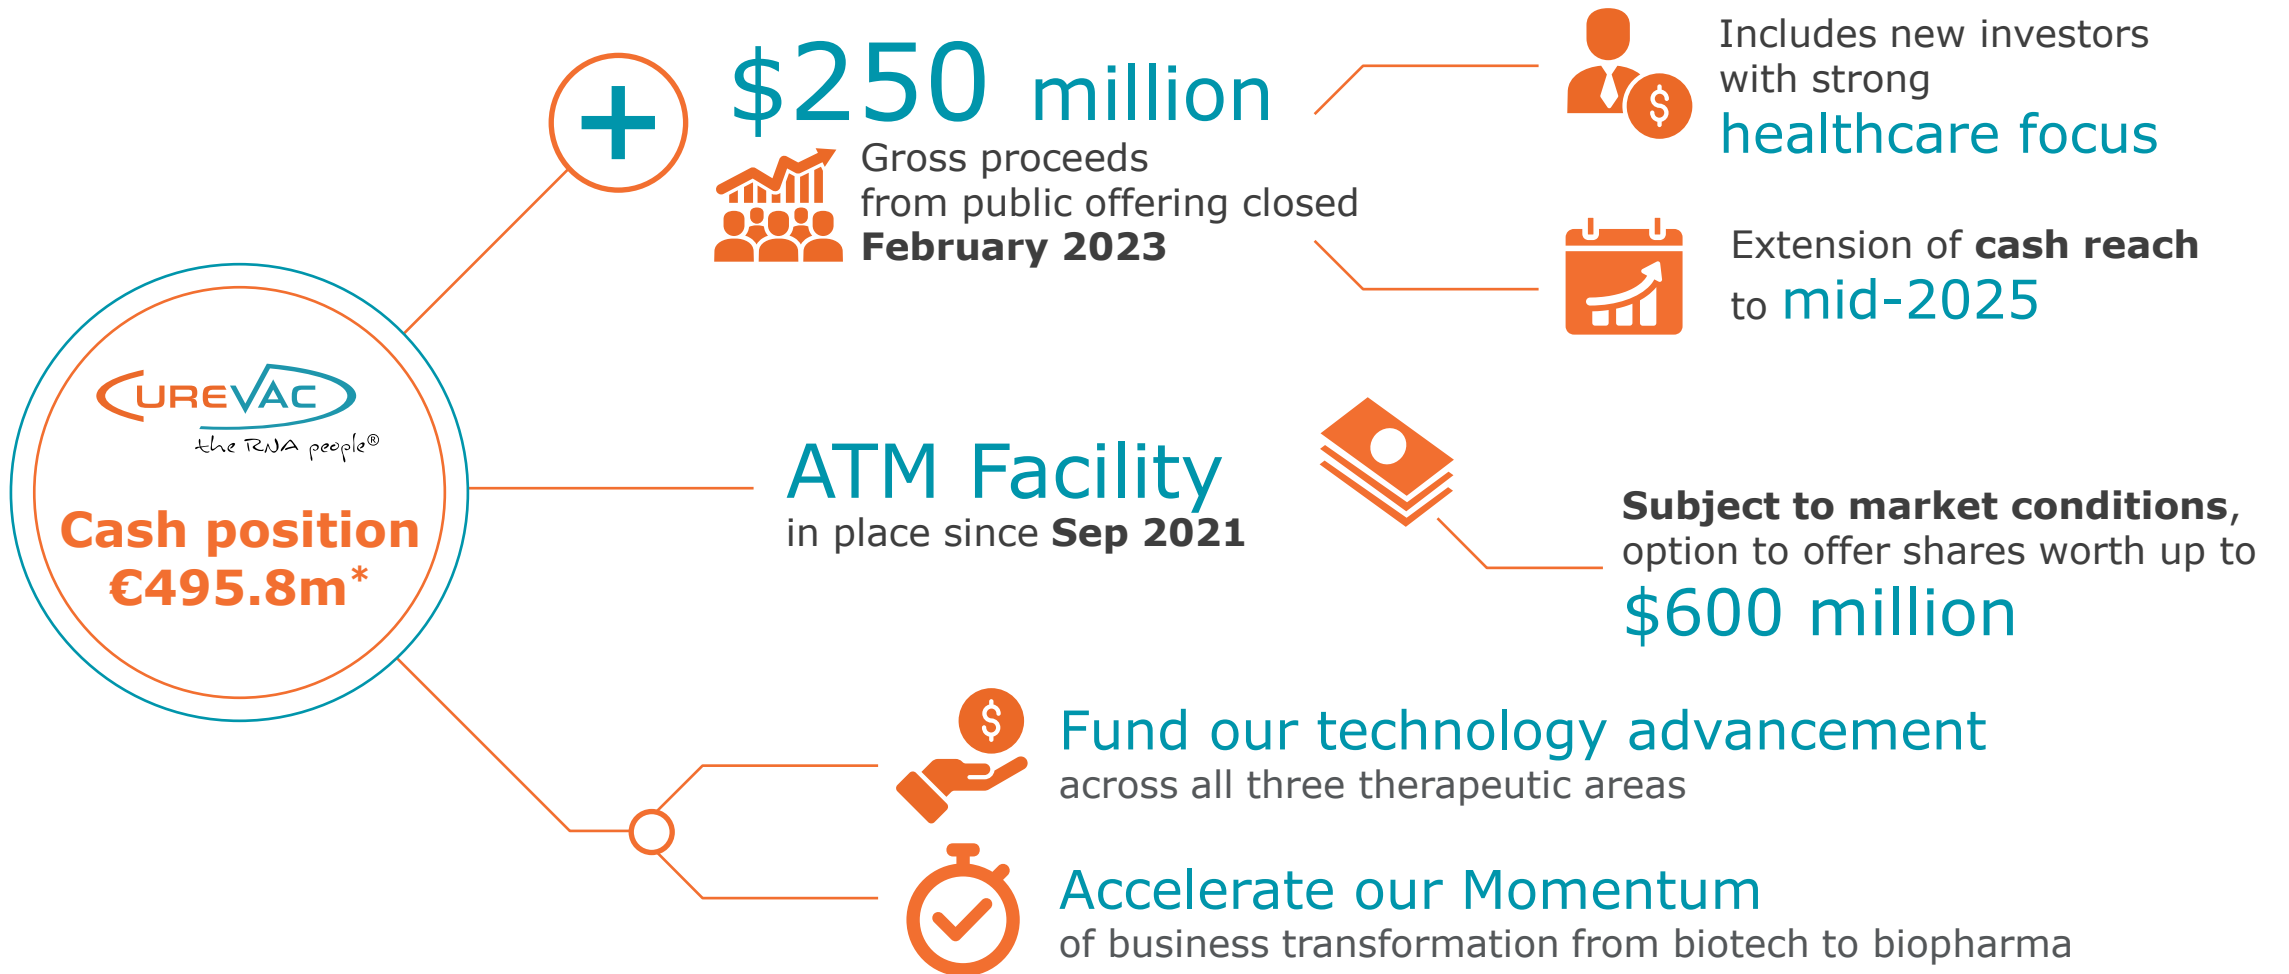 +
$250 million
Gross proceeds
from public offering closed
February 2023
$
Includes new investors
with strong
healthcare focus
Extension of cash reach
to mid-2025
CUREVAC
the RNA people®
Cash position
€495.8m*
ATM Facility
in place since Sep 2021
Subject to market conditions,
option to offer shares worth up to
$600 million
$
Fund our technology advancement
across all three therapeutic areas
Accelerate our Momentum
of business transformation from biotech to biopharma